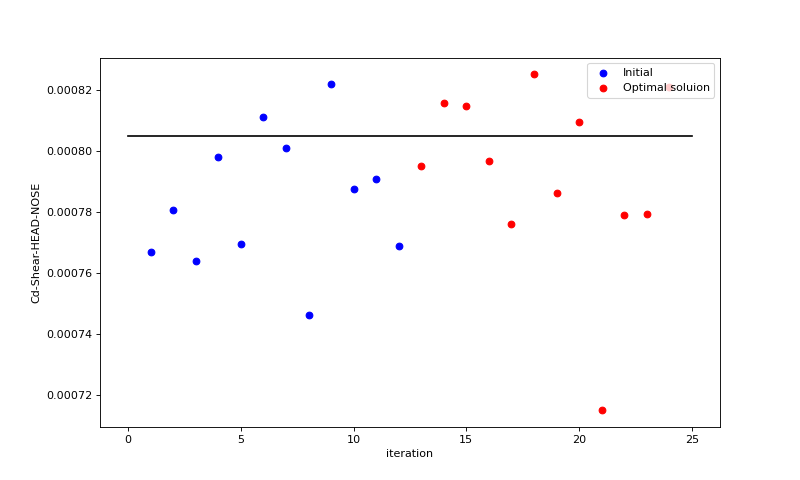 Initial
Optimal soluion
0.00082
0.00080
0.00078
0.00076
0.00074
0.00072
Cd-Shear-HEAD-NOSE
0 5 10 15 20 25
iteration